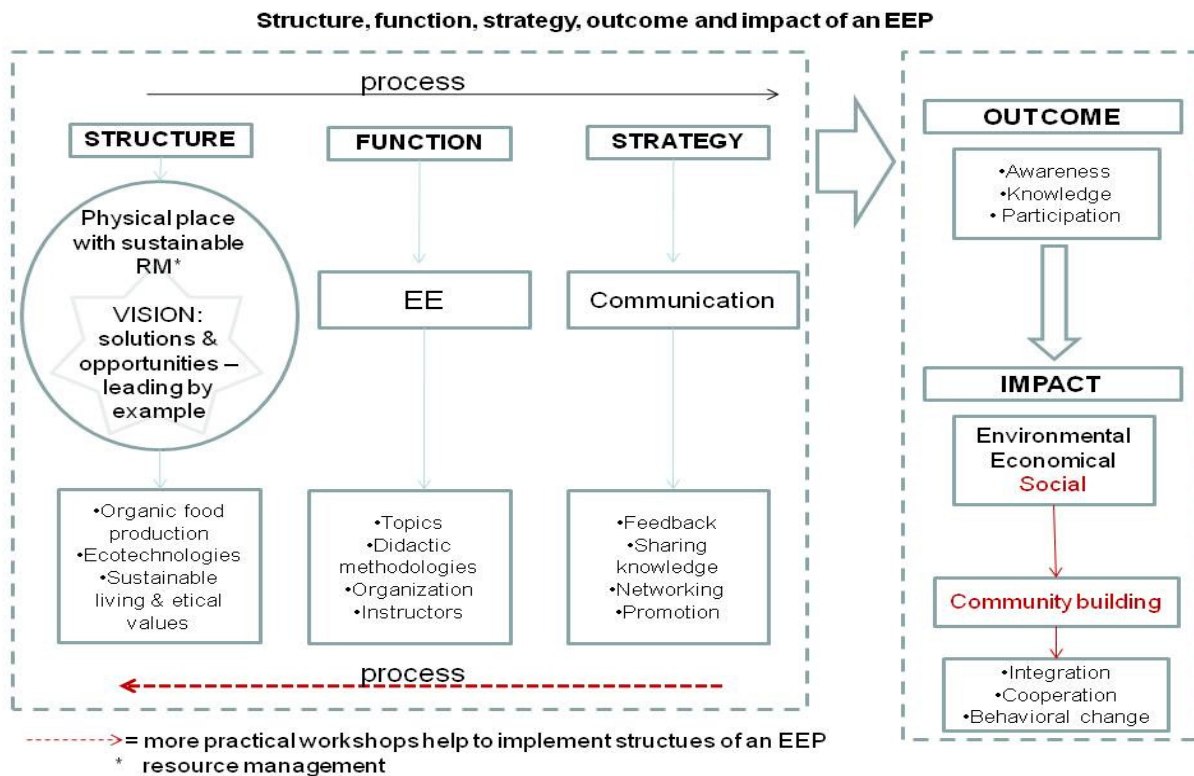 Structure, function, strategy, outcome and impact of an EEP
process
STRUCTURE
Physical place
with sustainable
RM*
VISION:
solutions &
opportunities –
leading by
example
•Organic food
production
•Ecotechnologies
•Sustainable
living & etical
values
FUNCTION
EE
•Topics
•Didactic
methodologies
•Organization
•Instructors
STRATEGY
Communication
•Feedback
•Sharing
knowledge
•Networking
•Promotion
process
OUTCOME
•Awareness
•Knowledge
•Participation
IMPACT
Environmental
Economical
Social
Community building
•Integration
•Cooperation
•Behavioral change
= more practical workshops help to implement structues of an EEP
* resource management